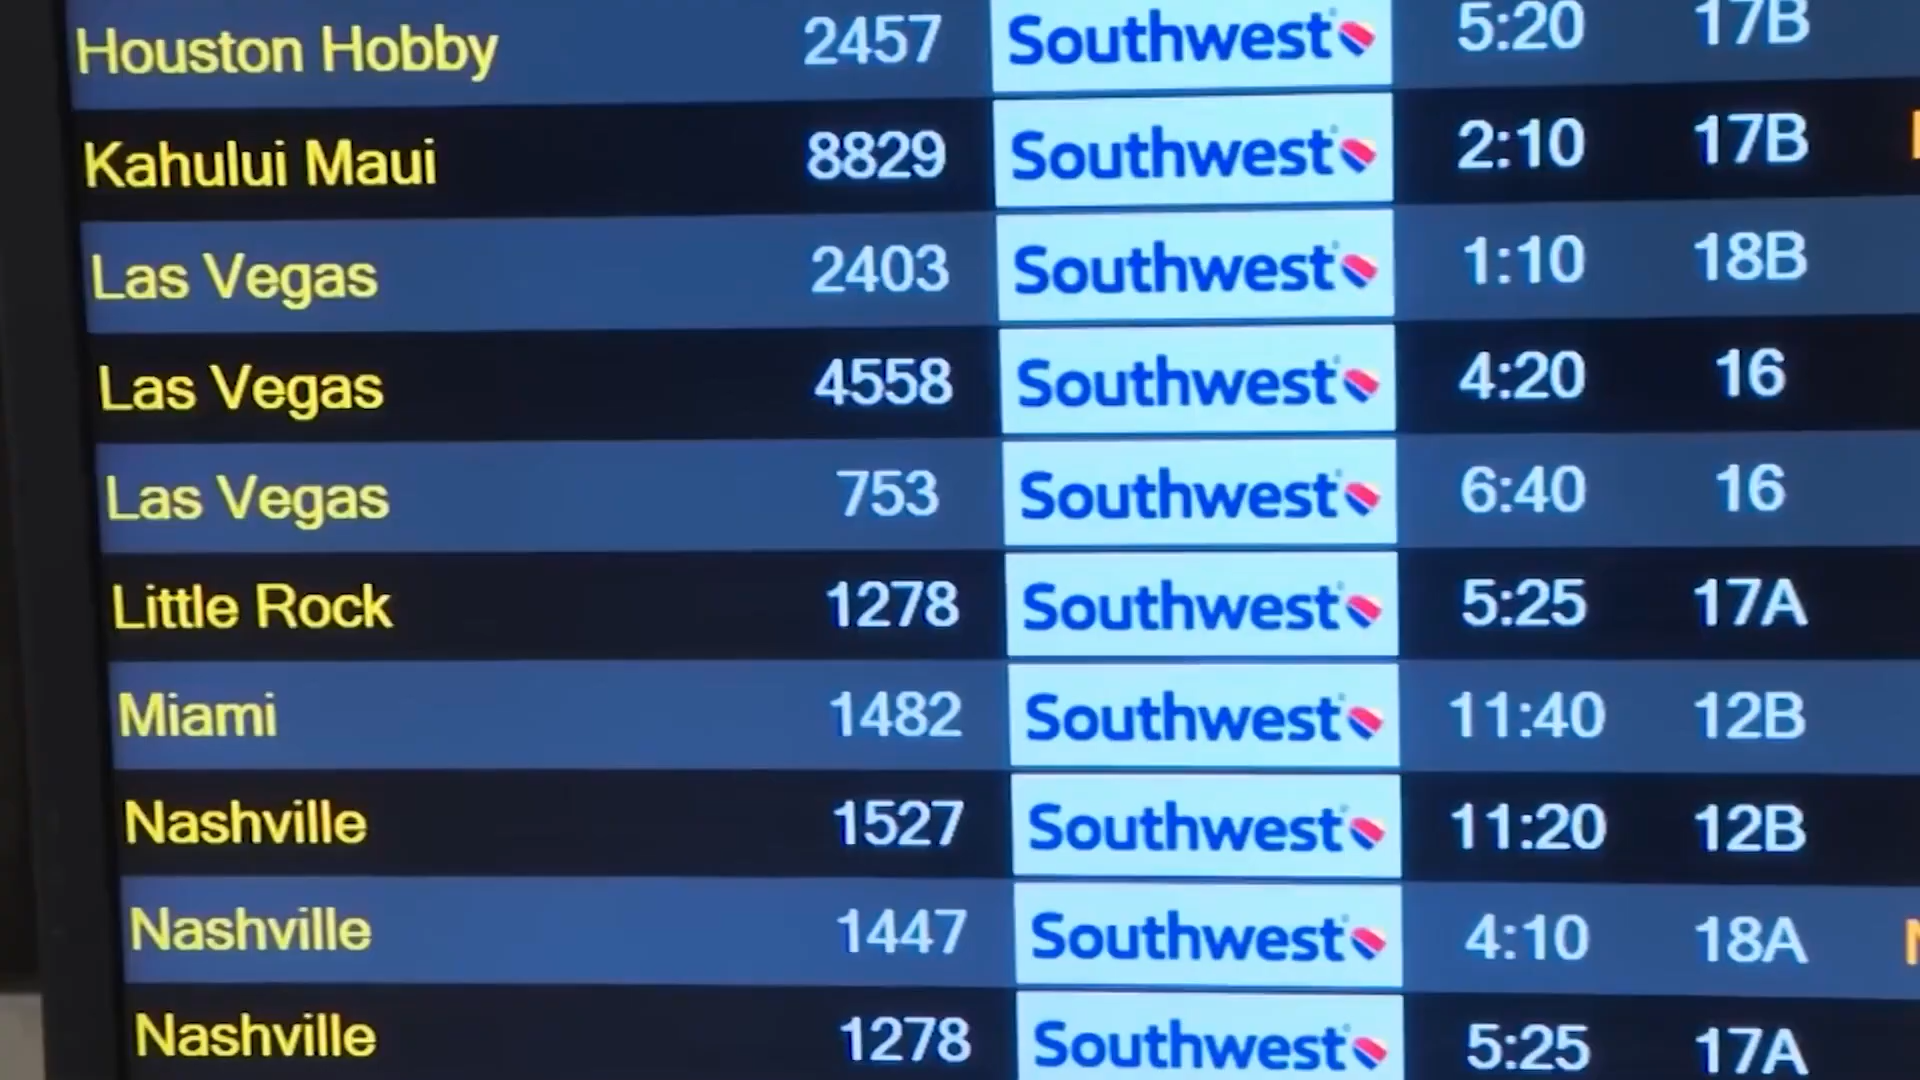 Houston Hobby 2457 Southwest 5:20 17B
Kahului Maui 8829 Southwest 2:10 17B
Las Vegas 2403 Southwest 1:10 18B
Las Vegas 4558 Southwest 4:20 16
Las Vegas 753 Southwest 6:40 16
Little Rock 1278 Southwest 5:25 17A
Miami 1482 Southwest 11:40 12B
Nashville 1527 Southwest 11:20 12B
Nashville 1447 Southwest 4:10 18A
Nashville 1278 Southwest 5:25 17A